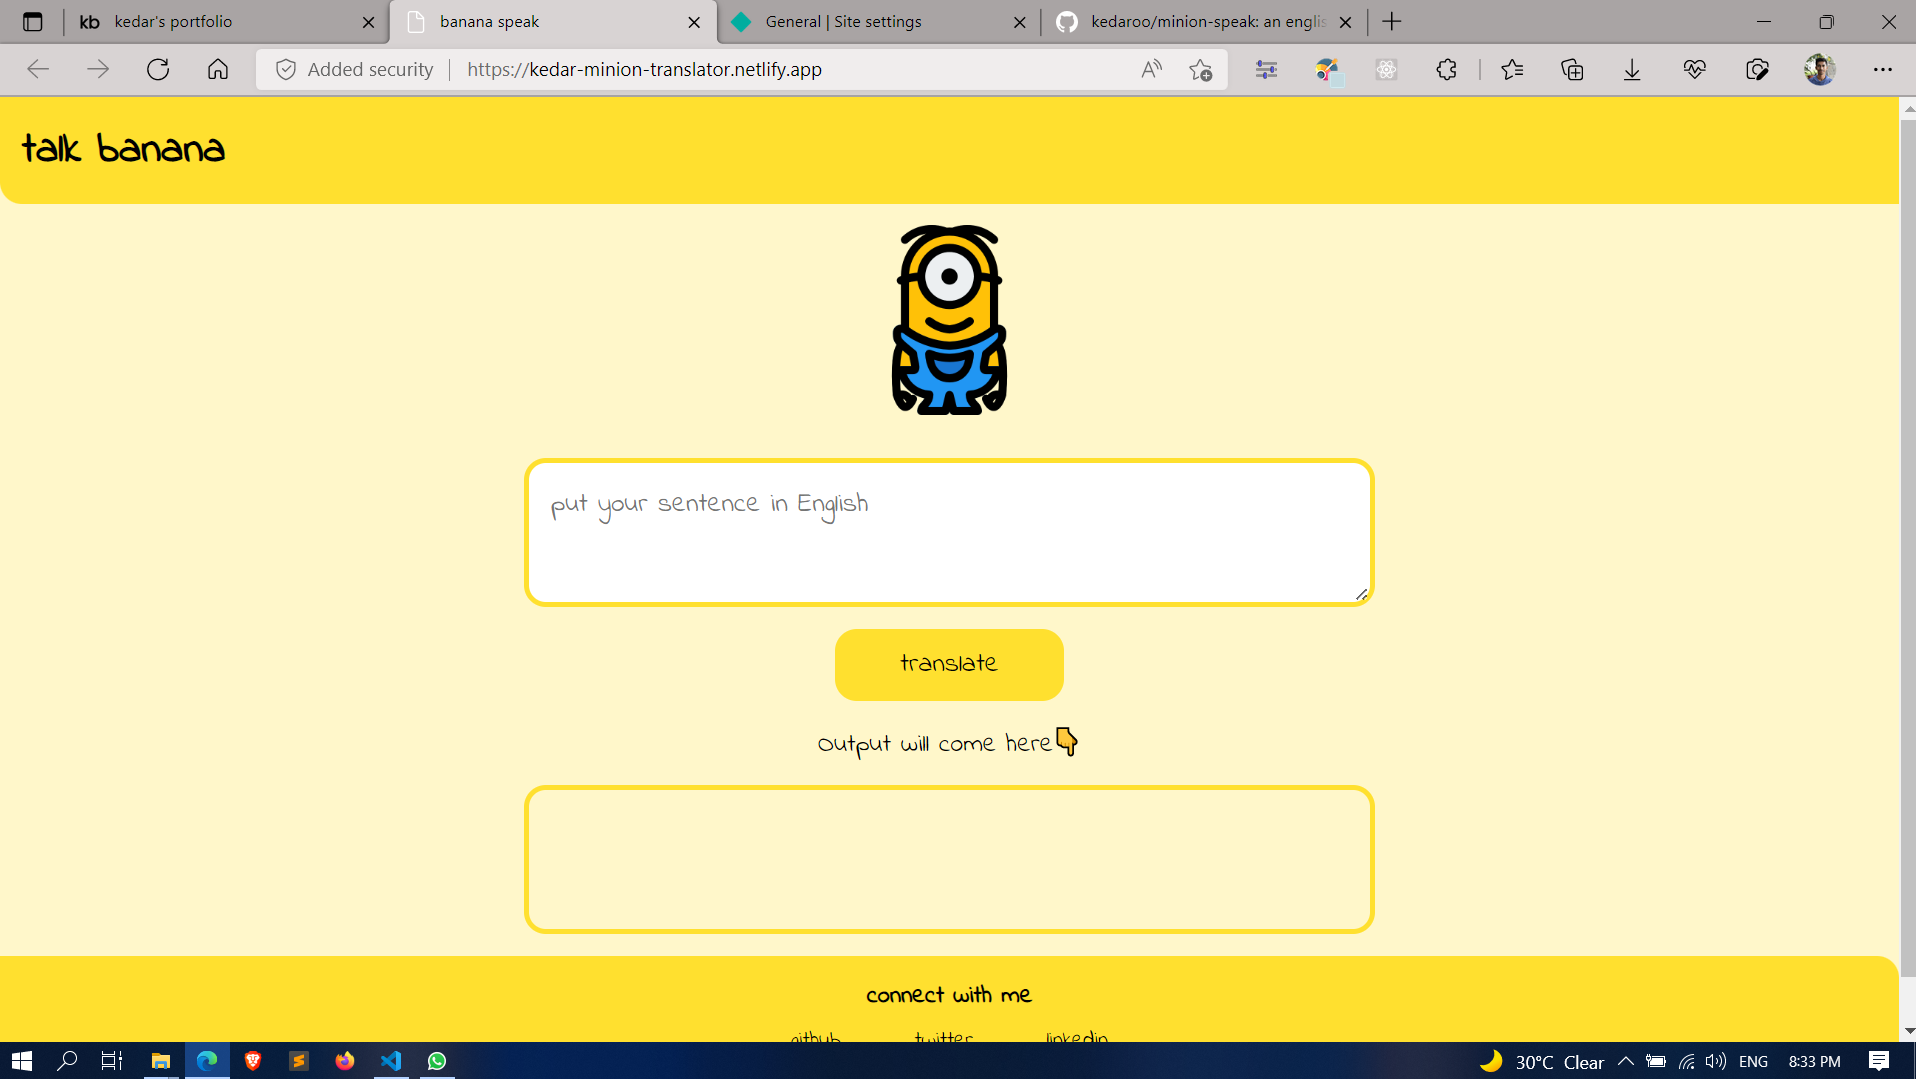 kb kedar's portfolio
banana speak
General | Site settings
kedaroo/minion-speak: an englis
Added security
https://kedar-minion-translator.netlify.app
talk banana
put your sentence in English
translate
Output will come here👇
connect with me
github twitter linkedin
30°C Clear
ENG
8:33 PM